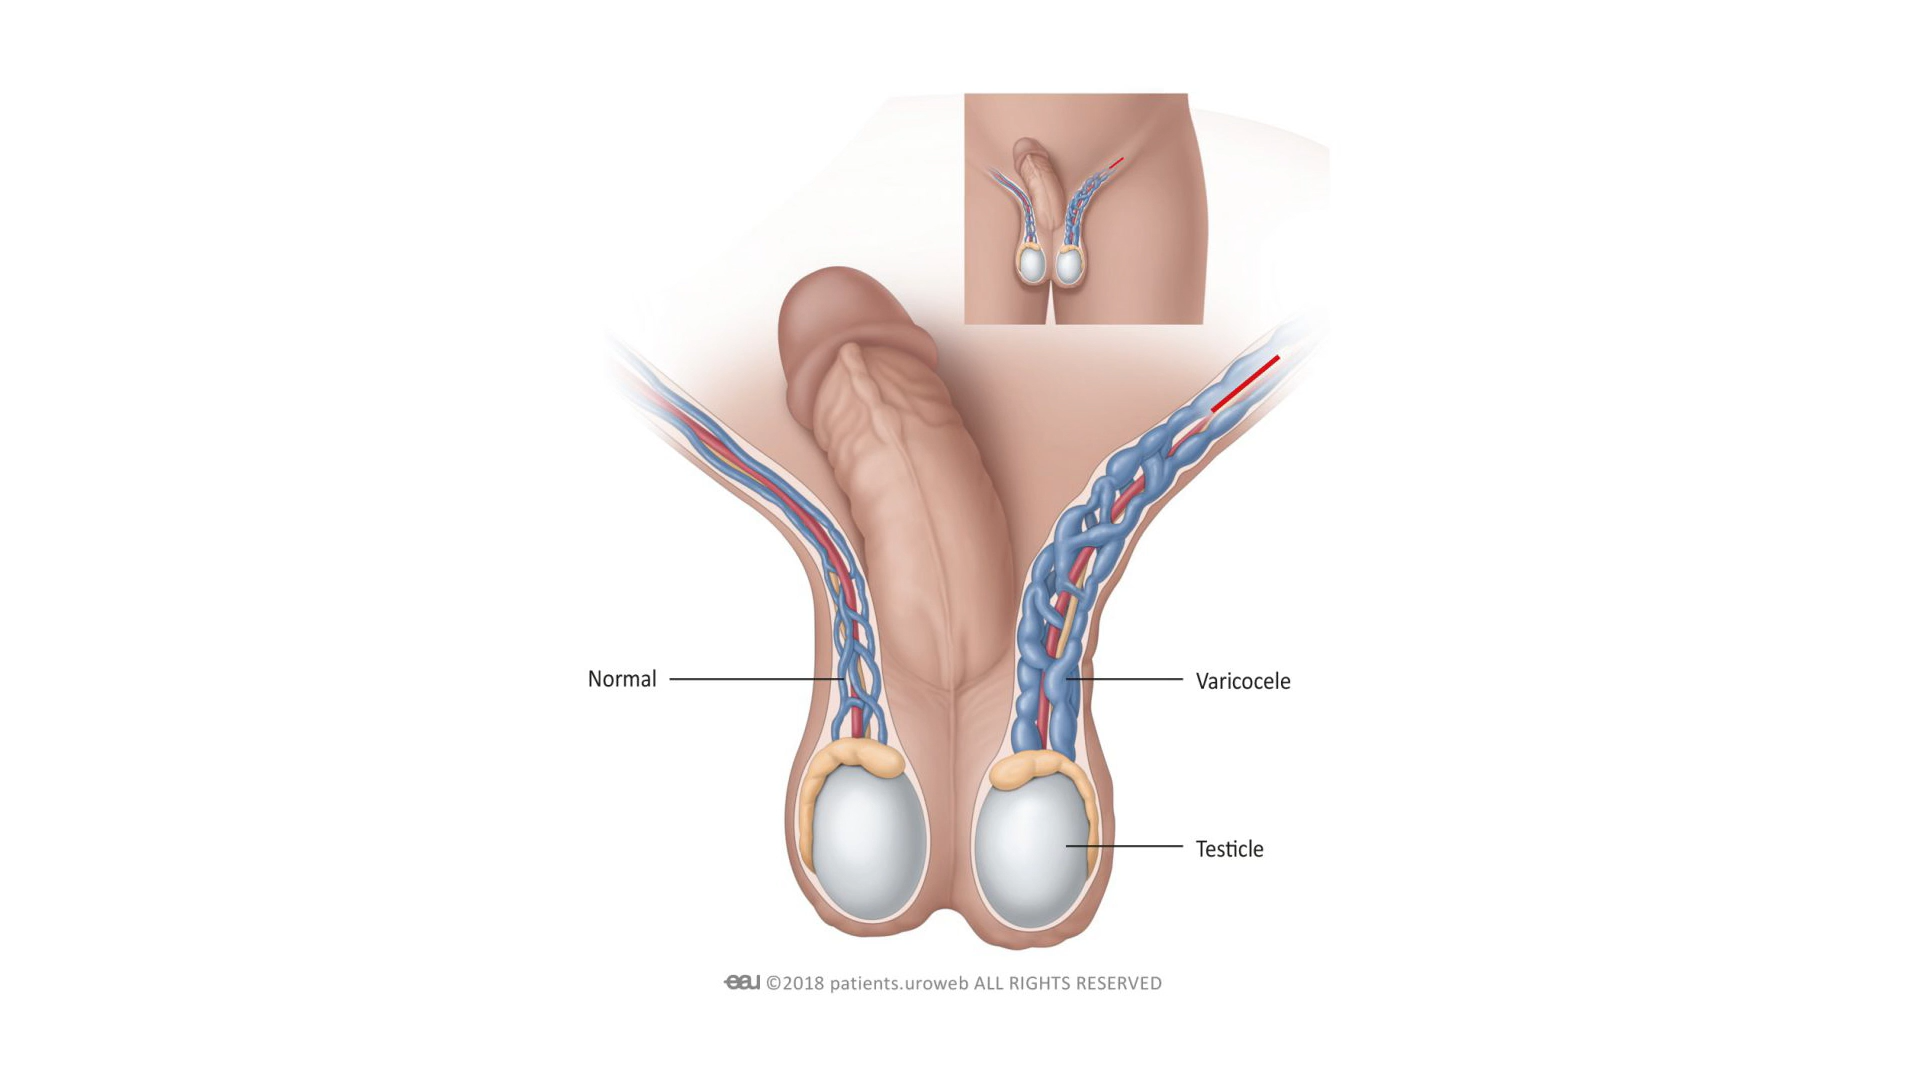 Normal
Varicocele
Testicle
eau ©2018 patients.uroweb ALL RIGHTS RESERVED